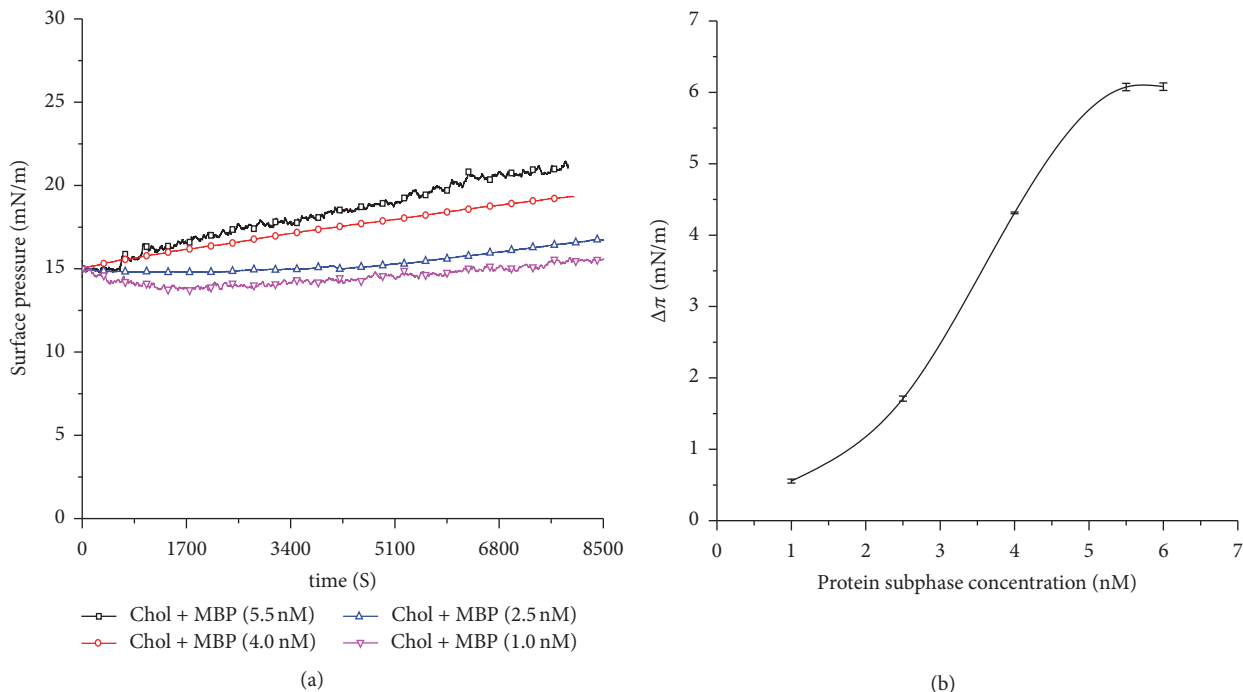 30
25
20
15
10
5
0
Surface pressure (mN/m)
0 1700 3400 5100 6800 8500
time (S)
Chol + MBP (5.5 nM) Chol + MBP (2.5 nM)
Chol + MBP (4.0 nM) Chol + MBP (1.0 nM)
(a)
7
6
5
4
3
2
1
0
Δπ (mN/m)
0 1 2 3 4 5 6 7
Protein subphase concentration (nM)
(b)